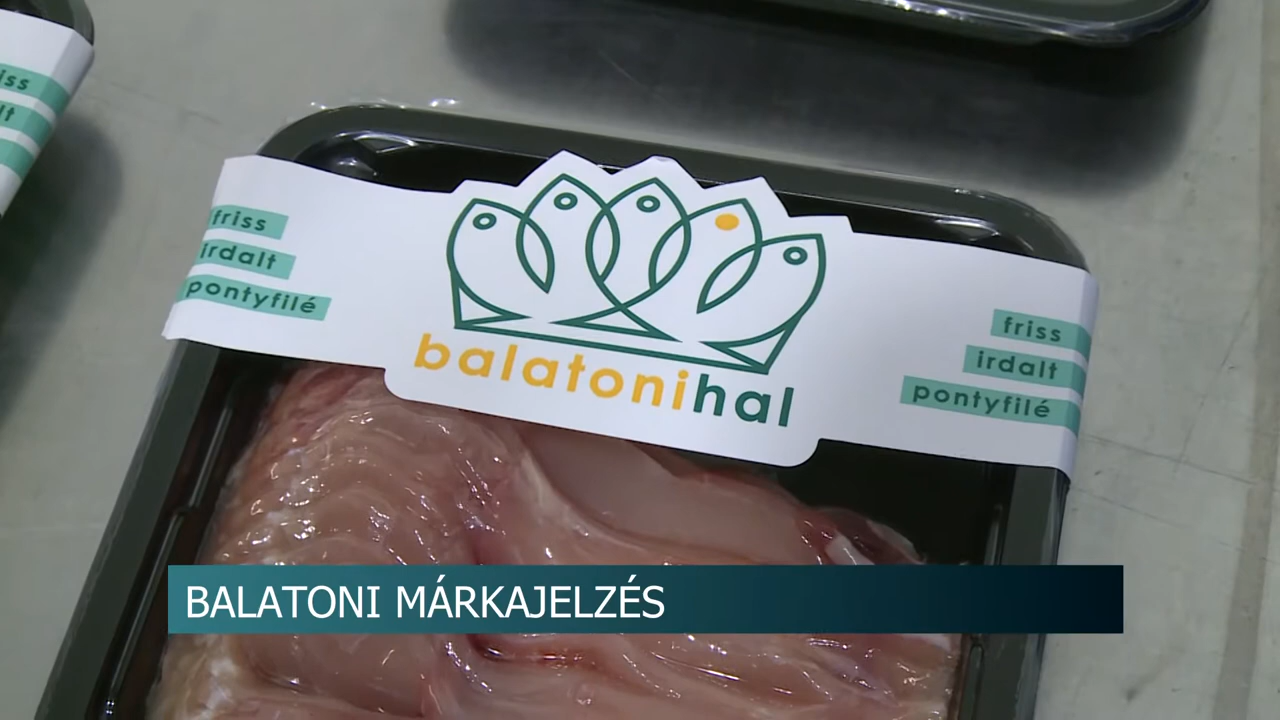 friss
irdalt
pontyfilé
balatonihal
friss
irdalt
pontyfilé
BALATONI MÁRKAJELZÉS